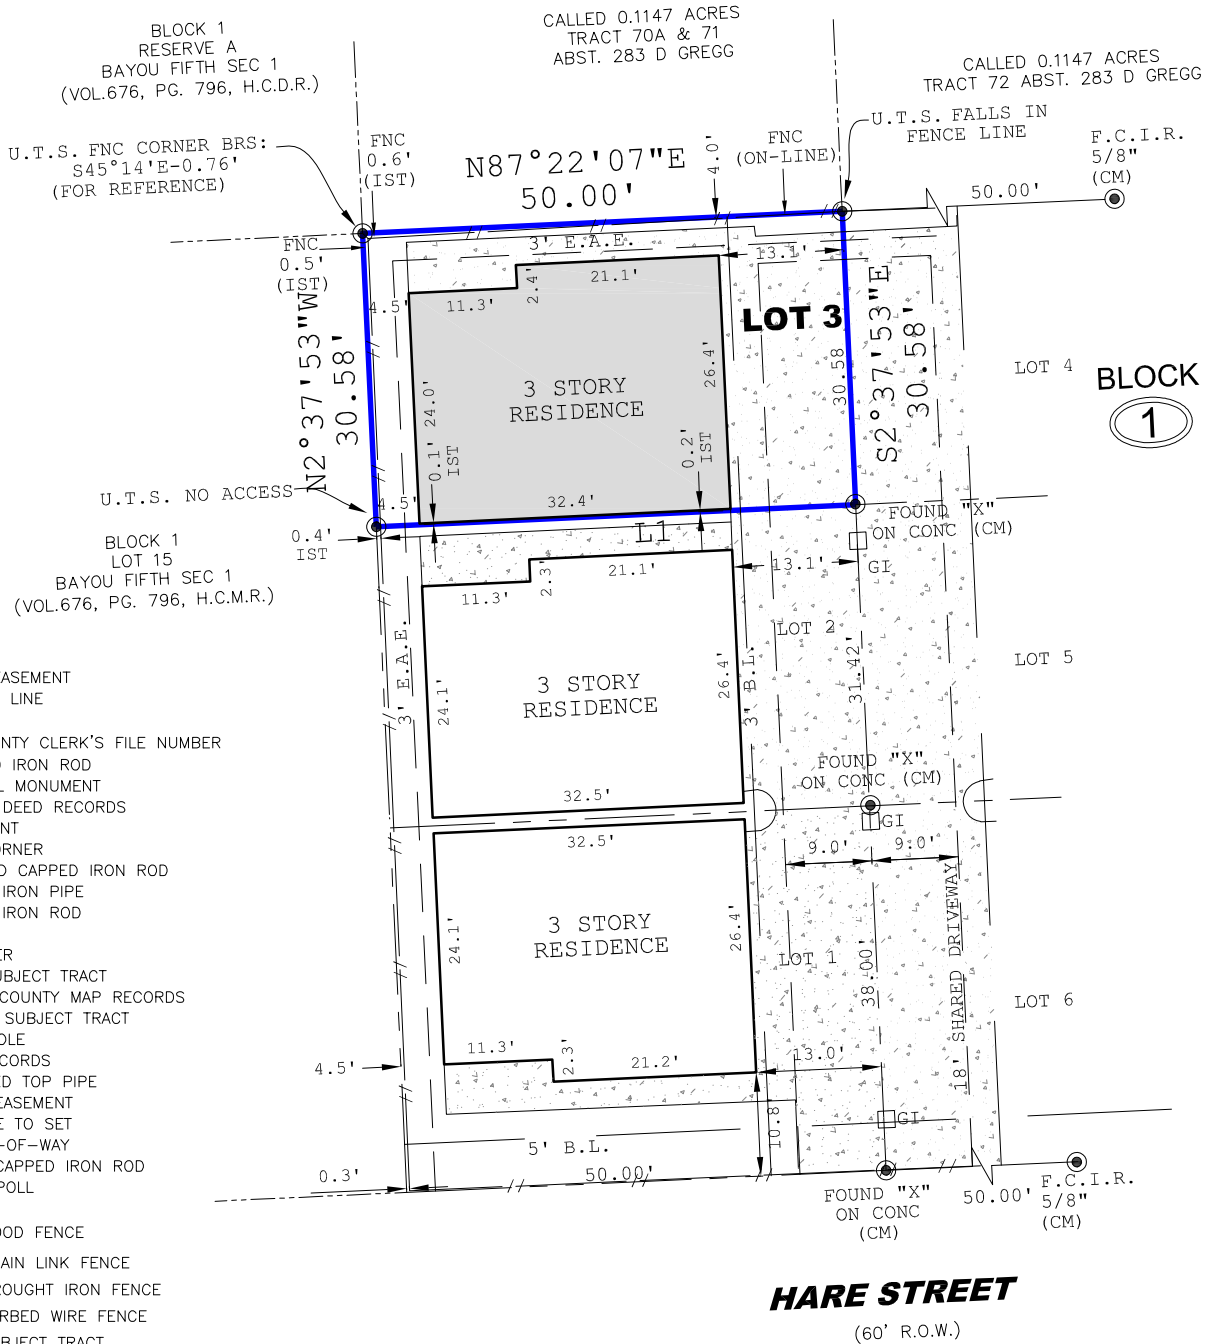 BLOCK 1
RESERVE A
BAYOU FIFTH SEC 1
(VOL.676, PG. 796, H.C.D.R.)
CALLED 0.1147 ACRES
TRACT 70A & 71
ABST. 283 D GREGG
CALLED 0.1147 ACRES
TRACT 72 ABST. 283 D GREGG
U.T.S. FNC CORNER BRS:
S45°14'E-0.76'
(FOR REFERENCE)
FNC
0.6'
(IST)
N87°22'07"E
50.00'
4.0'
FNC
(ON-LINE)
U.T.S. FALLS IN
FENCE LINE
F.C.I.R.
5/8"
(CM)
50.00'
FNC
0.5'
(IST)
3' E.A.E.
13.1'
2.4'
21.1'
4.5'
11.3'
LOT 3
N2°37'53"W
30.58'
S2°37'53"E
30.58'
30.58
24.0'
26.4'
3 STORY
RESIDENCE
LOT 4
BLOCK
1
0.1'
IST
0.2'
IST
32.4'
4.5'
U.T.S. NO ACCESS
FOUND "X"
ON CONC (CM)
0.4'
IST
L1
GI
BLOCK 1
LOT 15
BAYOU FIFTH SEC 1
(VOL.676, PG. 796, H.C.M.R.)
11.3'
2.3'
21.1'
13.1'
LOT 2
3' E.A.E.
24.1'
3 STORY
RESIDENCE
26.4'
3' B.L.
31.42'
LOT 5
32.5'
FOUND "X"
ON CONC (CM)
GI
32.5'
9.0'
9.0'
24.1'
3 STORY
RESIDENCE
26.4'
LOT 1
38.00'
18' SHARED DRIVEWAY
LOT 6
11.3'
2.3'
21.2'
13.0'
4.5'
10.8'
GI
5' B.L.
0.3'
50.00'
FOUND "X"
ON CONC
(CM)
50.00'
F.C.I.R.
5/8"
(CM)
HARE STREET
(60' R.O.W.)
EASEMENT
LINE
NTY CLERK'S FILE NUMBER
IRON ROD
MONUMENT
DEED RECORDS
NT
RNER
CAPPED IRON ROD
IRON PIPE
IRON ROD
ER
UBJECT TRACT
COUNTY MAP RECORDS
SUBJECT TRACT
OLE
CORDS
ED TOP PIPE
EASEMENT
E TO SET
-OF-WAY
CAPPED IRON ROD
POLL
OOD FENCE
AIN LINK FENCE
ROUGHT IRON FENCE
RBED WIRE FENCE
BJECT TRACT